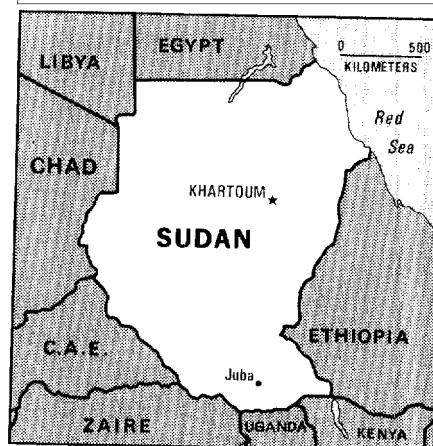 EGYPT
LIBYA
0 500
KILOMETERS
Red
Sea
CHAD
KHARTOUM
SUDAN
ETHIOPIA
C.A.E.
Juba
ZAIRE
UGANDA
KENYA